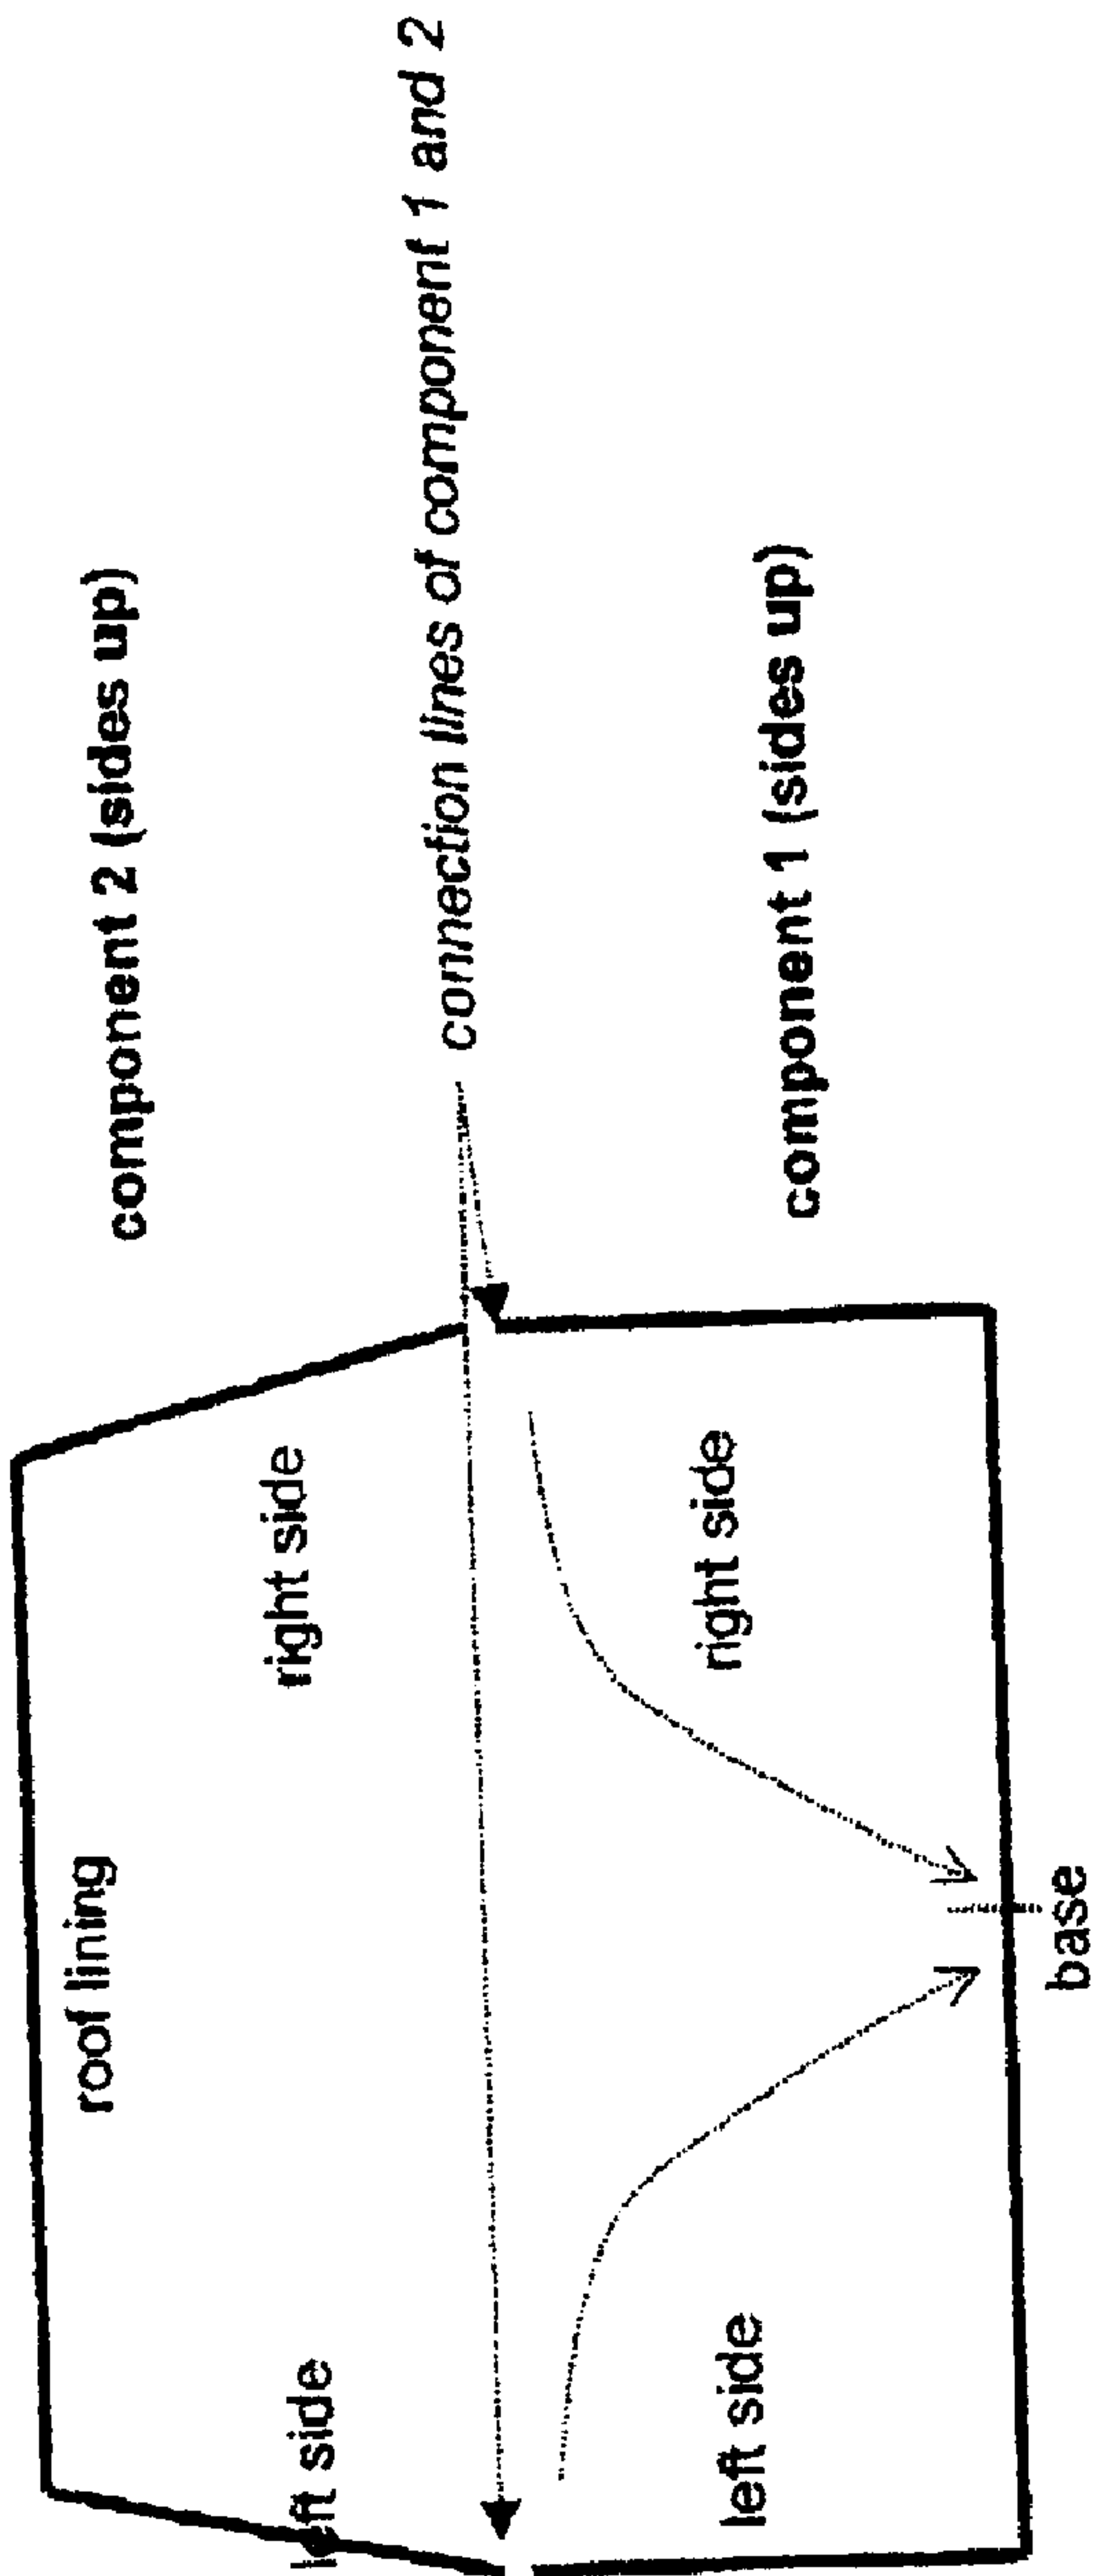 component 2 (sides up)
roof lining
left side
right side
connection lines of component 1 and 2
component 1 (sides up)
left side
right side
base